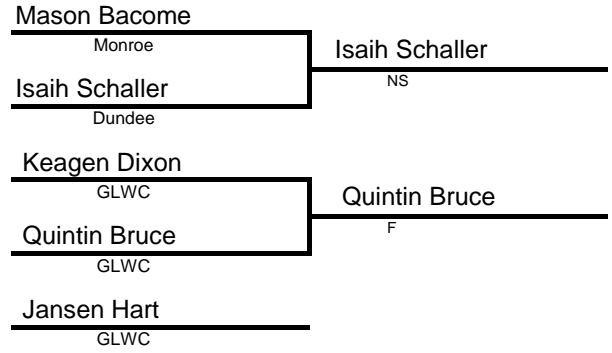 Mason Bacome
Monroe
Isaih Schaller
Dundee
Keagen Dixon
GLWC
Quintin Bruce
GLWC
Jansen Hart
GLWC
Isaih Schaller
NS
Quintin Bruce
F